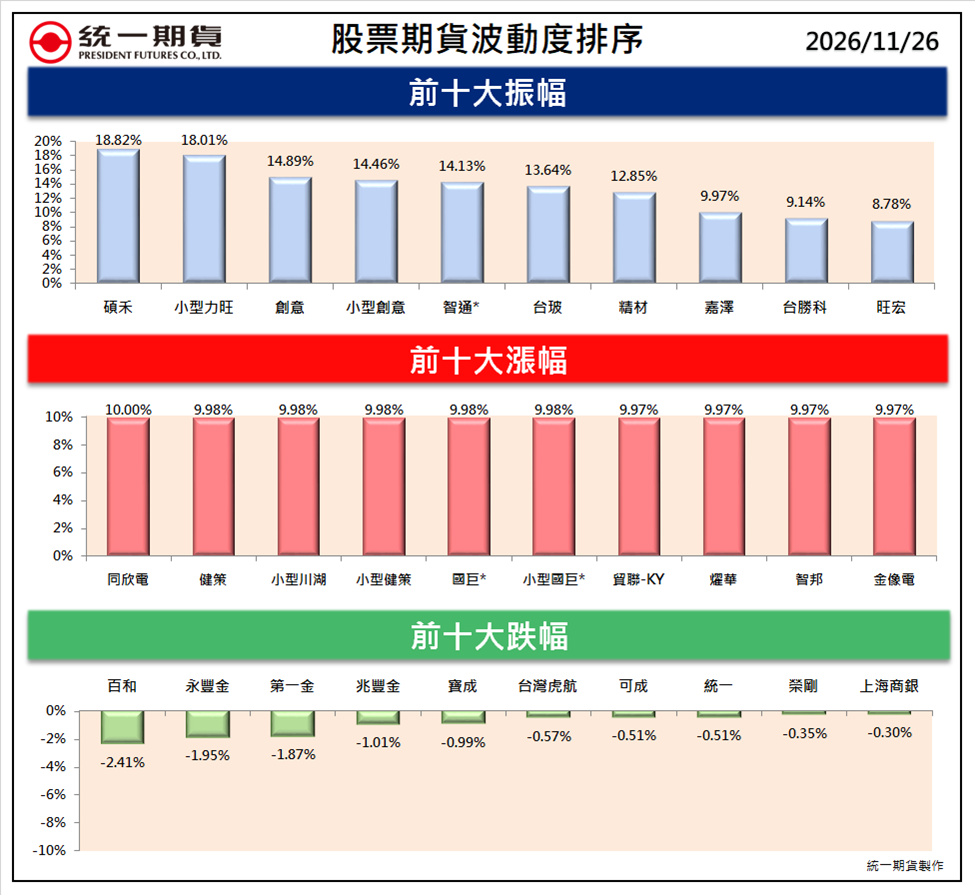 統一期貨
PRESIDENT FUTURES CO., LTD.
股票期貨波動度排序
2026/11/26
前十大振幅
20%
18%
16%
14%
12%
10%
8%
6%
4%
2%
0%
18.82% 18.01% 14.89% 14.46% 14.13% 13.64% 12.85% 9.97% 9.14% 8.78%
碩禾 小型力旺 創意 小型創意 智通* 台玻 精材 嘉澤 台勝科 旺宏
前十大漲幅
10%
8%
6%
4%
2%
0%
10.00% 9.98% 9.98% 9.98% 9.98% 9.98% 9.97% 9.97% 9.97% 9.97%
同欣電 健策 小型川湖 小型健策 國巨* 小型國巨* 貿聯-KY 燿華 智邦 金像電
前十大跌幅
百和 永豐金 第一金 兆豐金 寶成 台灣虎航 可成 統一 榮剛 上海商銀
0%
-2%
-4%
-6%
-8%
-10%
-2.41% -1.95% -1.87% -1.01% -0.99% -0.57% -0.51% -0.51% -0.35% -0.30%
統一期貨製作